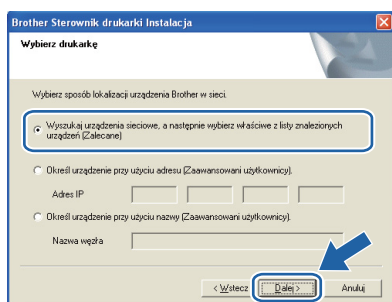 Brother Sterownik drukarki Instalacja
Wybierz drukarkę
Wybierz sposób lokalizacji urządzenia Brother w sieci.
Wyszukaj urządzenia sieciowe, a następnie wybierz właściwe z listy znalezionych
urządzeń (Zalecane)
Określ urządzenie przy użyciu adresu (Zaawansowani użytkownicy).
Adres IP
Określ urządzenie przy użyciu nazwy (Zaawansowani użytkownicy).
Nazwa węzła
< Wstecz Dalej > Anuluj